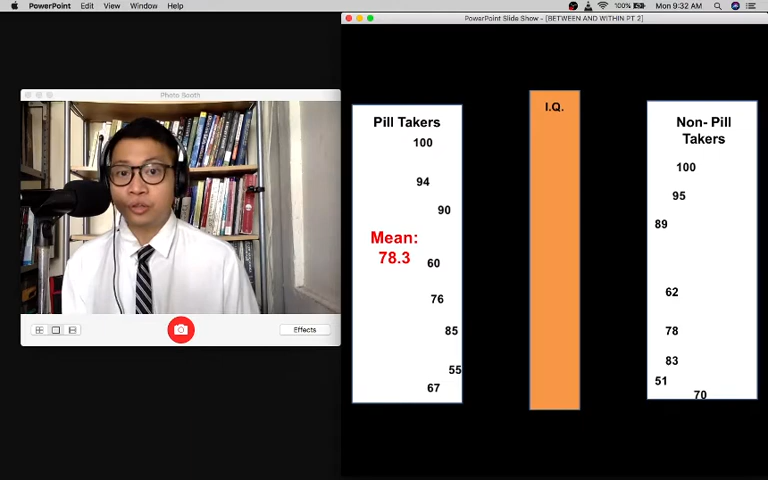 PowerPoint Edit View Window Help
100% Mon 9:32 AM
PowerPoint Slide Show - [BETWEEN AND WITHIN PT 2]
Photo Booth
Effects
Pill Takers
100
94
90
Mean:
78.3
60
76
85
55
67
I.Q.
Non- Pill
Takers
100
95
89
62
78
83
51
70